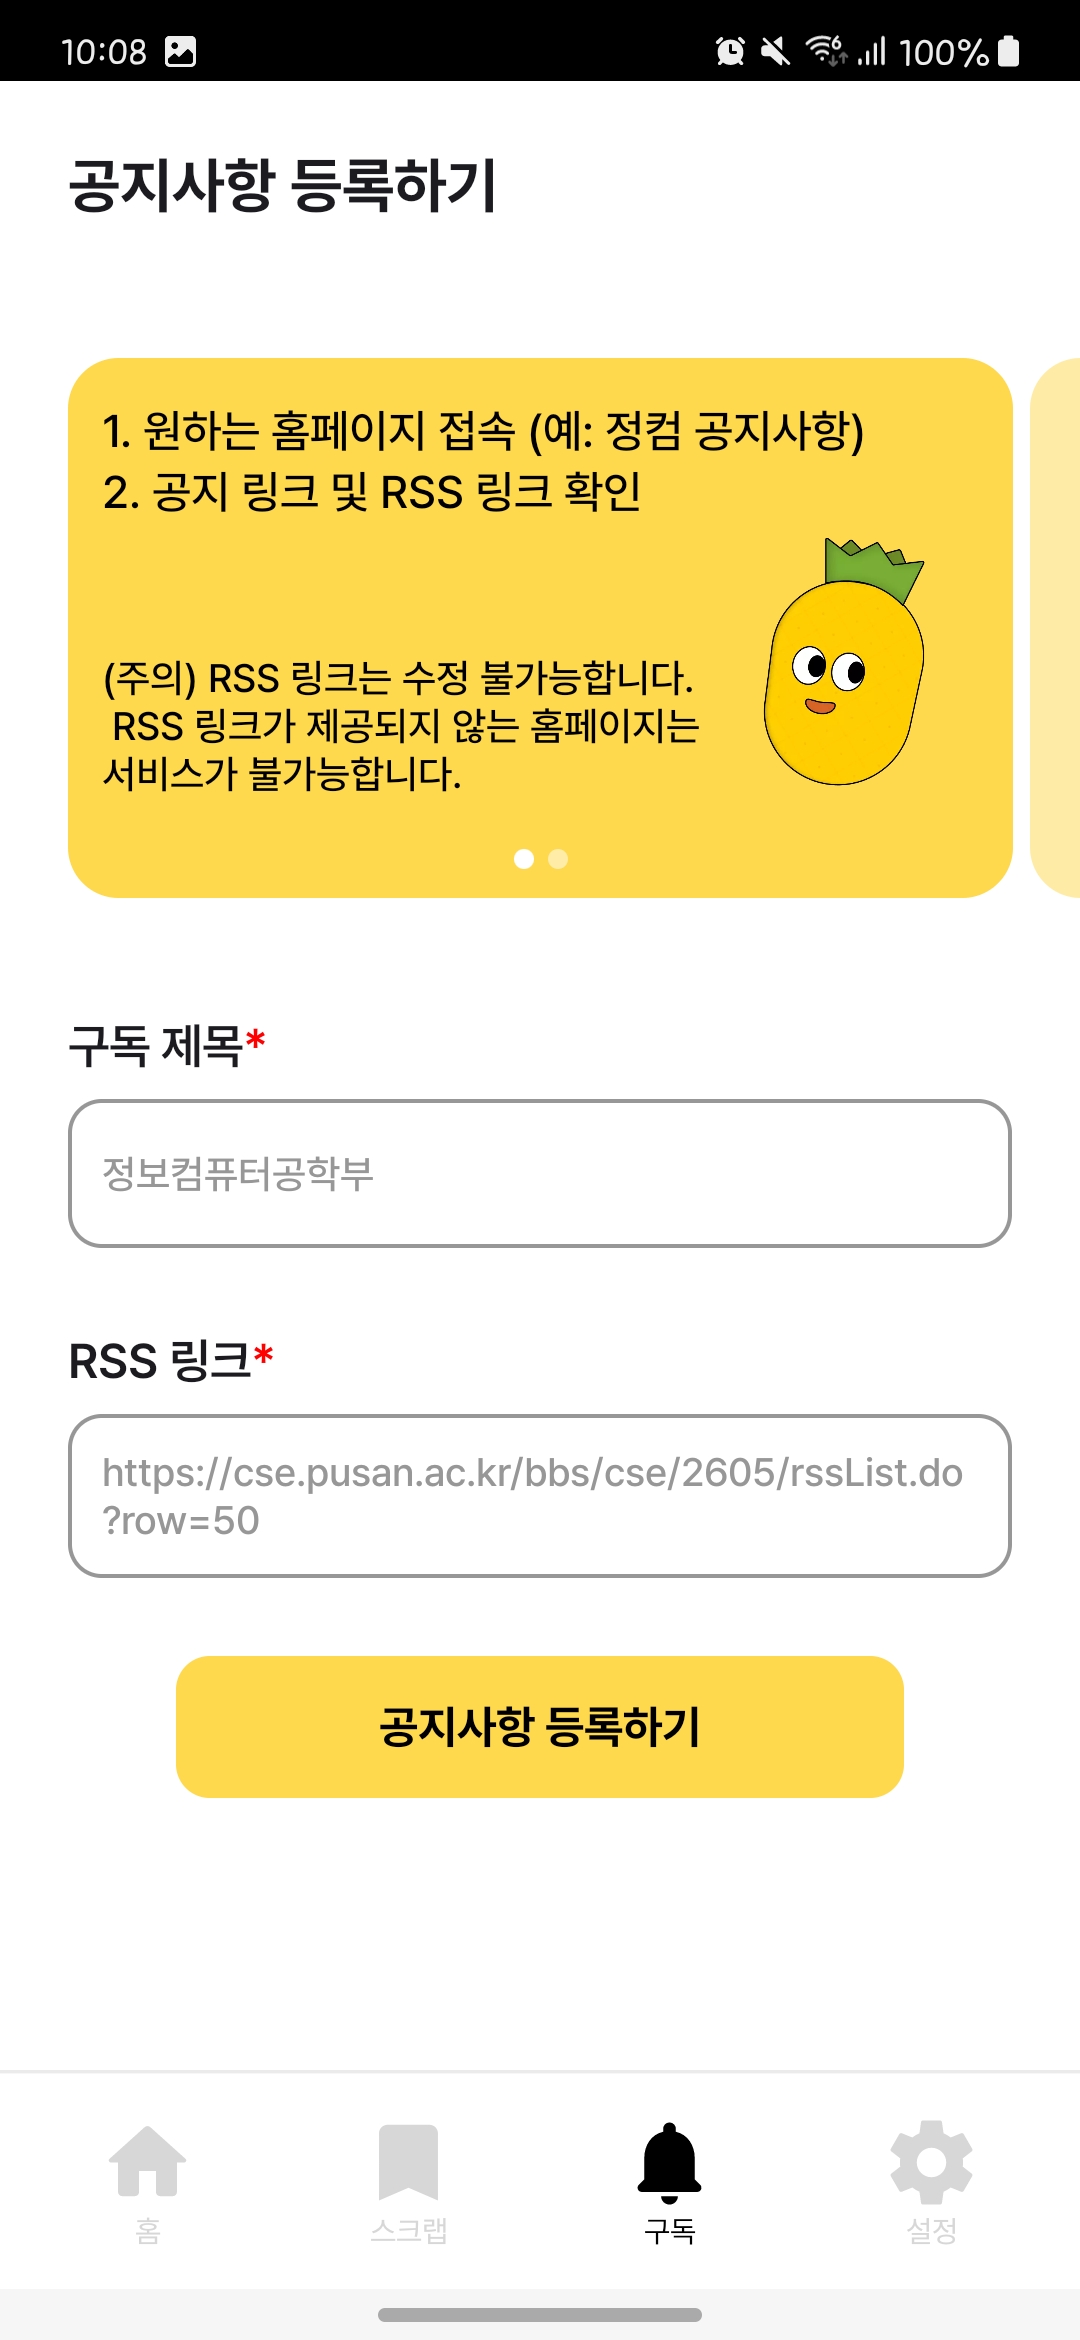 10:08
6
100%
공지사항 등록하기
1. 원하는 홈페이지 접속 (예: 정컴 공지사항)
2. 공지 링크 및 RSS 링크 확인
(주의) RSS 링크는 수정 불가능합니다.
RSS 링크가 제공되지 않는 홈페이지는
서비스가 불가능합니다.
구독 제목*
정보컴퓨터공학부
RSS 링크*
https://cse.pusan.ac.kr/bbs/cse/2605/rssList.do
?row=50
공지사항 등록하기
홈
스크랩
구독
설정